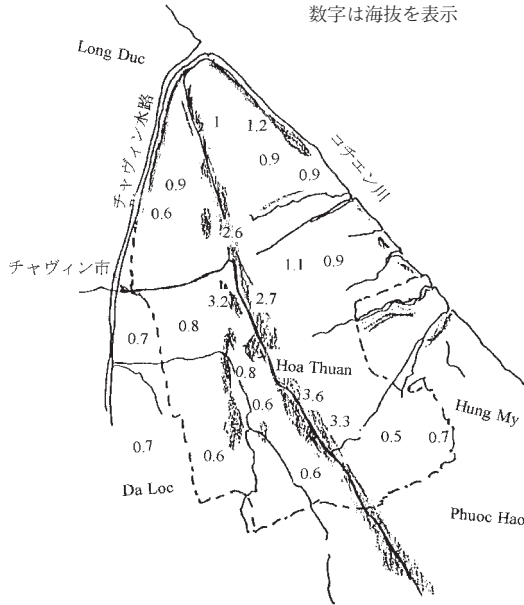 数字は海抜を表示
Long Duc
チャヴィン水路
コチエン川
1
1.2
0.9
0.9
0.9
0.6
2.6
チャヴィン市
1.1
0.9
3.2
2.7
0.7
0.8
Hoa Thuan
0.8
0.6
3.6
3.3
Hung My
0.5
0.7
0.7
0.6
0.6
Da Loc
Phuoc Hao